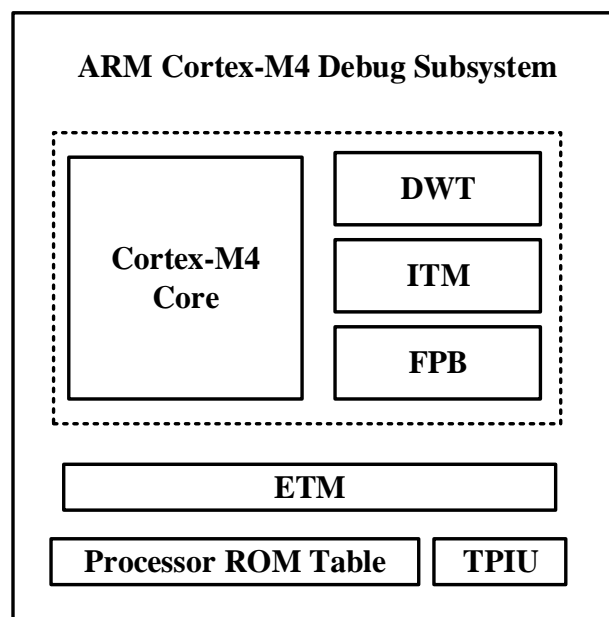 ARM Cortex-M4 Debug Subsystem
Cortex-M4
Core
DWT
ITM
FPB
ETM
Processor ROM Table
TPIU